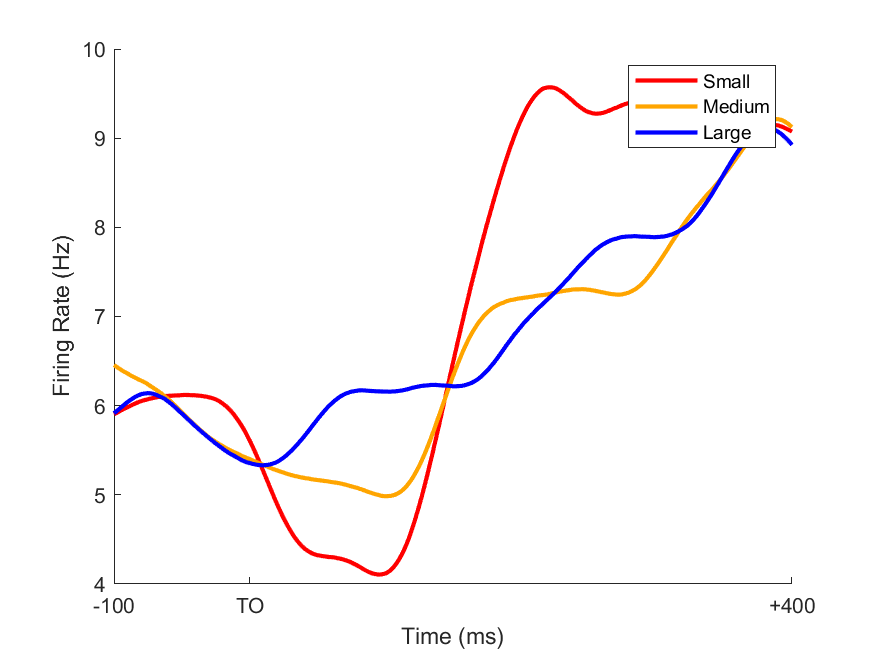 10
9
8
7
6
5
4
Firing Rate (Hz)
Small
Medium
Large
-100 TO +400
Time (ms)